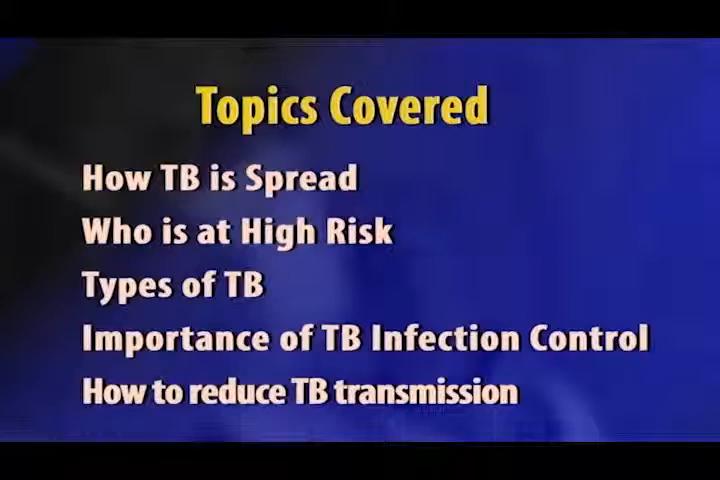 Topics Covered
How TB is Spread
Who is at High Risk
Types of TB
Importance of TB Infection Control
How to reduce TB transmission